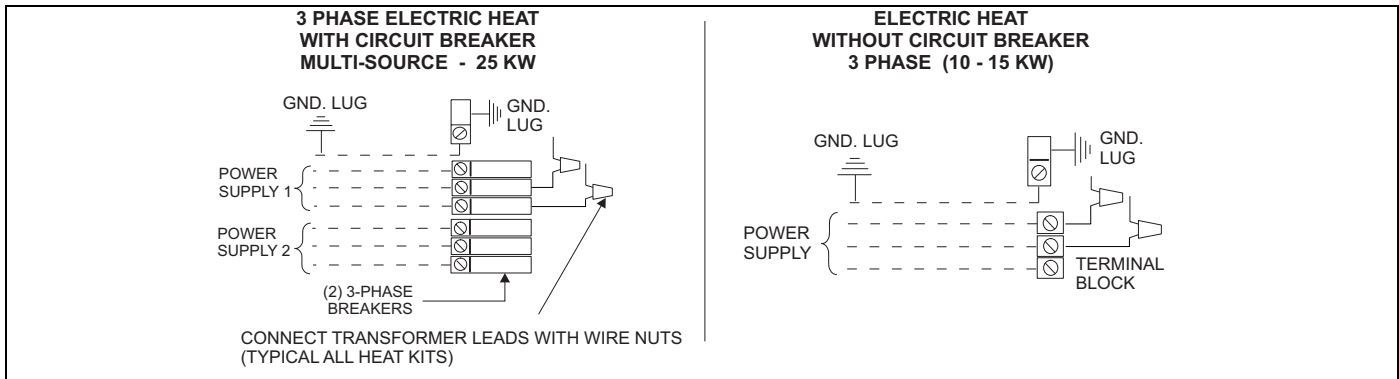 3 PHASE ELECTRIC HEAT
WITH CIRCUIT BREAKER
MULTI-SOURCE - 25 KW
GND. LUG
GND.
LUG
POWER
SUPPLY 1
POWER
SUPPLY 2
(2) 3-PHASE
BREAKERS
CONNECT TRANSFORMER LEADS WITH WIRE NUTS
(TYPICAL ALL HEAT KITS)
ELECTRIC HEAT
WITHOUT CIRCUIT BREAKER
3 PHASE (10 - 15 KW)
GND. LUG
GND.
LUG
POWER
SUPPLY
TERMINAL
BLOCK